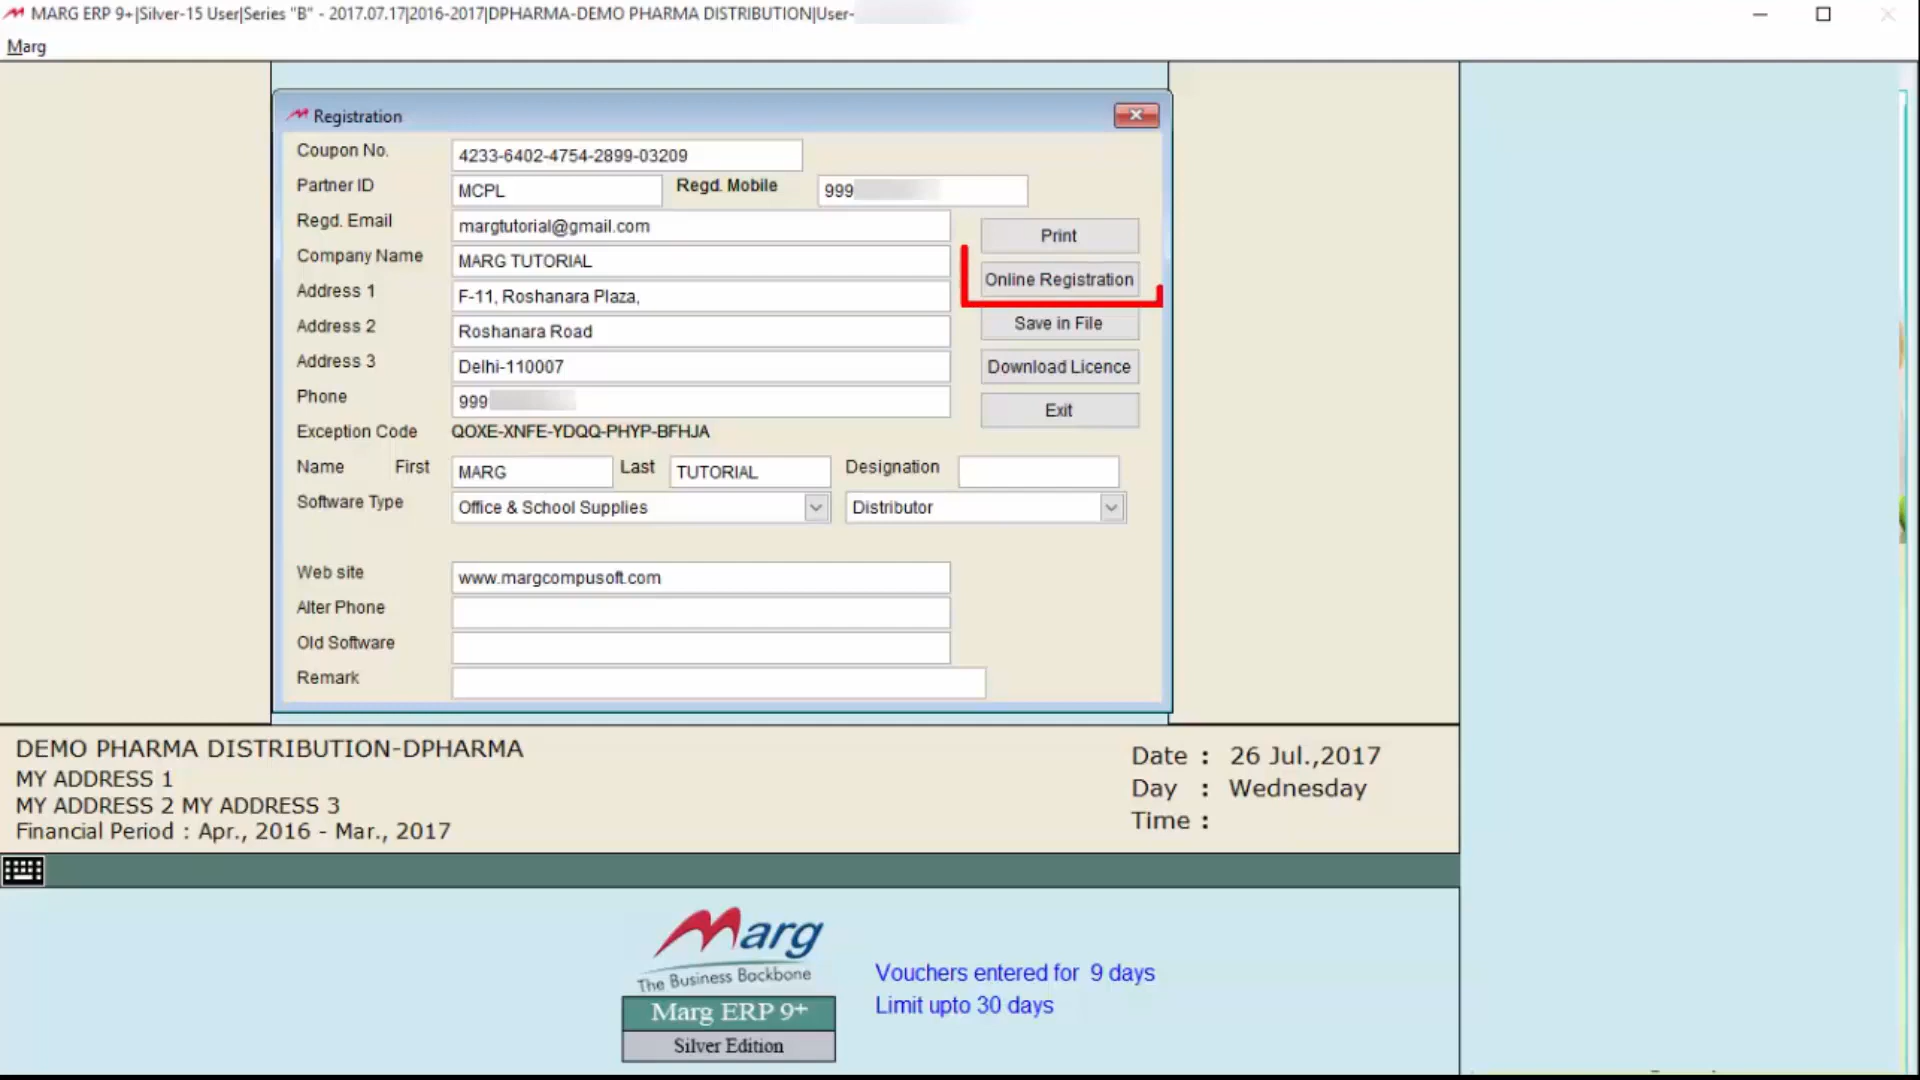 MARG ERP 9+|Silver-15 User|Series "B" - 2017.07.17|2016-2017|DPHARMA-DEMO PHARMA DISTRIBUTION|User-
Marg
Registration
Coupon No. 4233-6402-4754-2899-03209
Partner ID MCPL Regd. Mobile 999
Regd. Email margtutorial@gmail.com
Print
Company Name MARG TUTORIAL
Online Registration
Address 1 F-11, Roshanara Plaza,
Address 2 Roshanara Road
Save in File
Address 3 Delhi-110007
Download Licence
Phone 999
Exit
Exception Code QOXE-XNFE-YDQQ-PHYP-BFHJA
Name First MARG Last TUTORIAL Designation
Software Type Office & School Supplies Distributor
Web site www.margcompusoft.com
Alter Phone
Old Software
Remark
DEMO PHARMA DISTRIBUTION-DPHARMA
MY ADDRESS 1
MY ADDRESS 2 MY ADDRESS 3
Financial Period : Apr., 2016 - Mar., 2017
Date : 26 Jul.,2017
Day : Wednesday
Time :
Marg
The Business Backbone
Marg ERP 9+
Silver Edition
Vouchers entered for 9 days
Limit upto 30 days